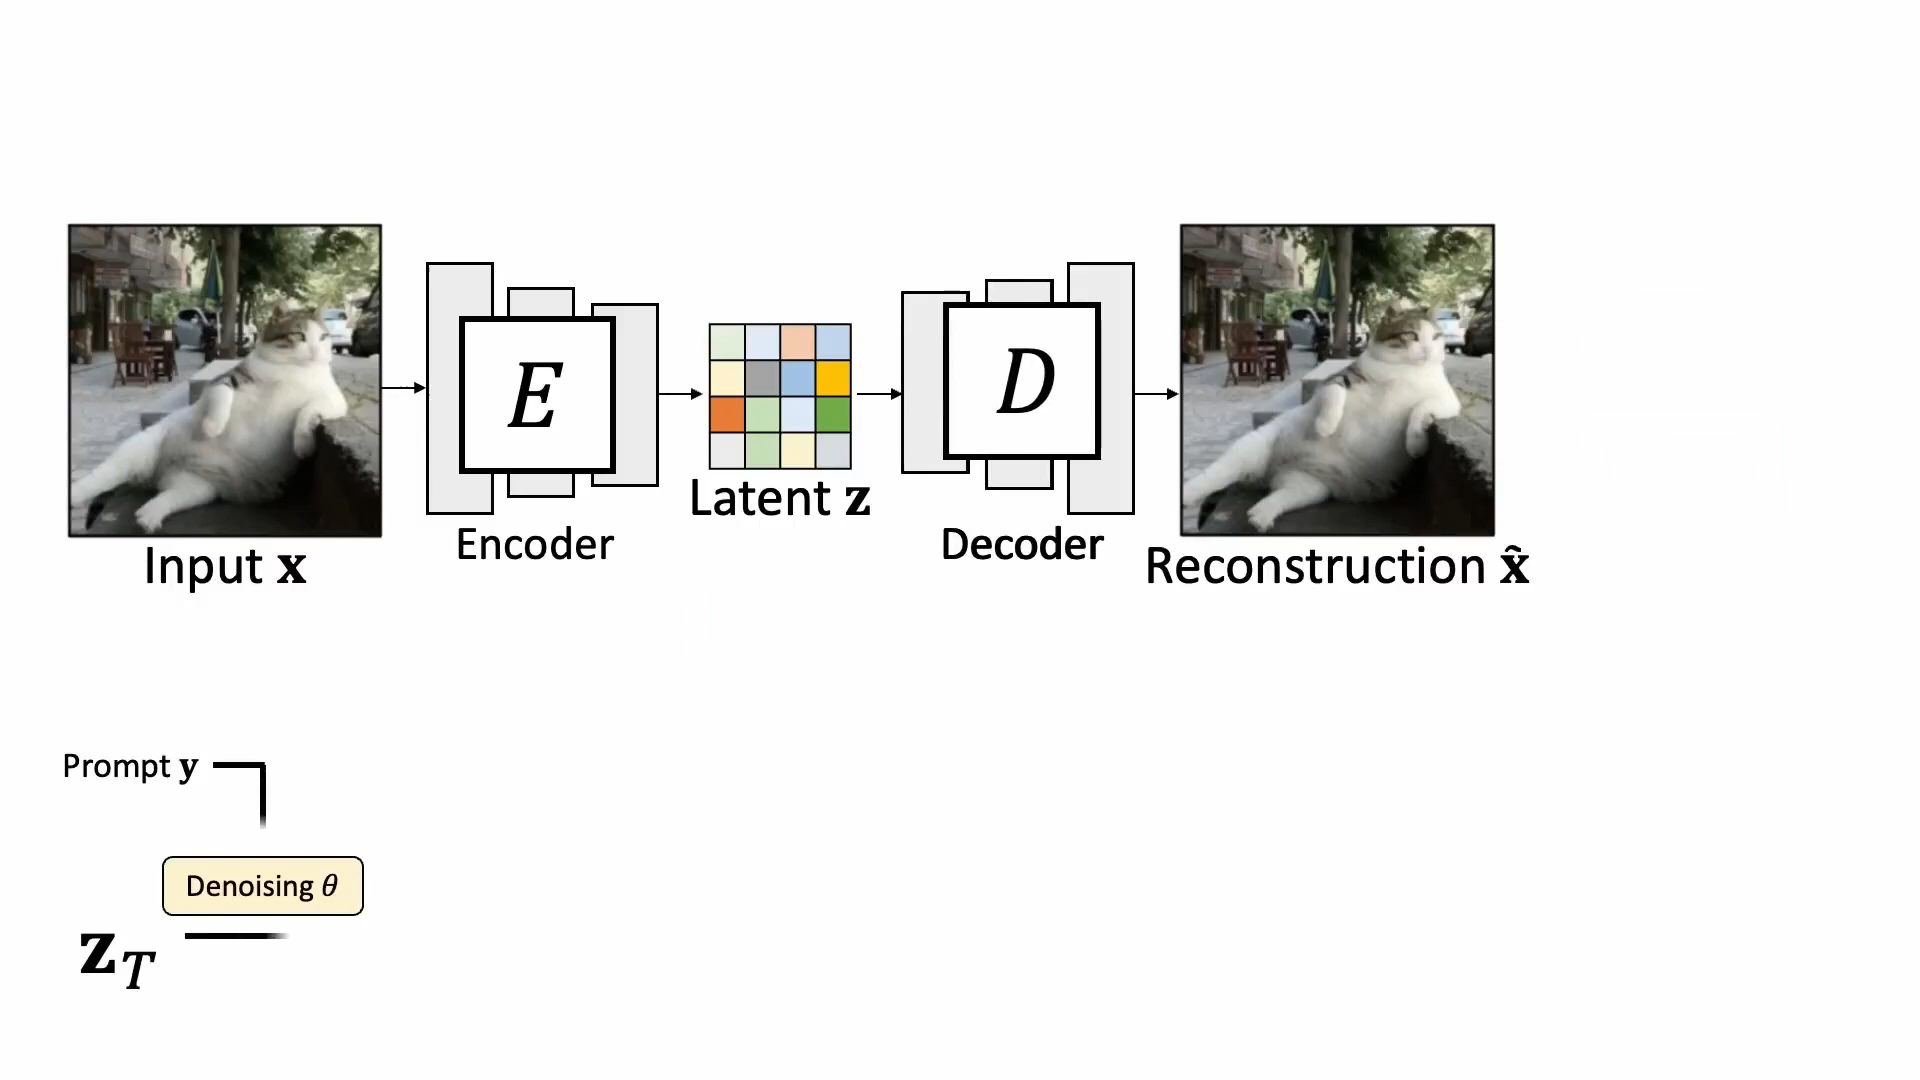 E
D
Latent z
Encoder
Decoder
Input x
Reconstruction x̃
Prompt y
Denoising θ
z_T